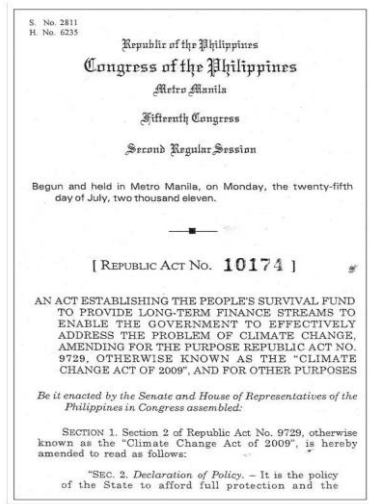 S. No. 2811
H. No. 6235
Republic of the Philippines
Congress of the Philippines
Metro Manila
Fifteenth Congress
Second Regular Session
Begun and held in Metro Manila, on Monday, the twenty-fifth
day of July, two thousand eleven.
[ REPUBLIC ACT NO. 10174 ]
AN ACT ESTABLISHING THE PEOPLE'S SURVIVAL FUND
TO PROVIDE LONG-TERM FINANCE STREAMS TO
ENABLE THE GOVERNMENT TO EFFECTIVELY
ADDRESS THE PROBLEM OF CLIMATE CHANGE,
AMENDING FOR THE PURPOSE REPUBLIC ACT NO.
9729, OTHERWISE KNOWN AS THE "CLIMATE
CHANGE ACT OF 2009", AND FOR OTHER PURPOSES
Be it enacted by the Senate and House of Representatives of the
Philippines in Congress assembled:
SECTION 1. Section 2 of Republic Act No. 9729, otherwise
known as the "Climate Change Act of 2009", is hereby
amended to read as follows:
"SEC. 2. Declaration of Policy. – It is the policy
of the State to afford full protection and the